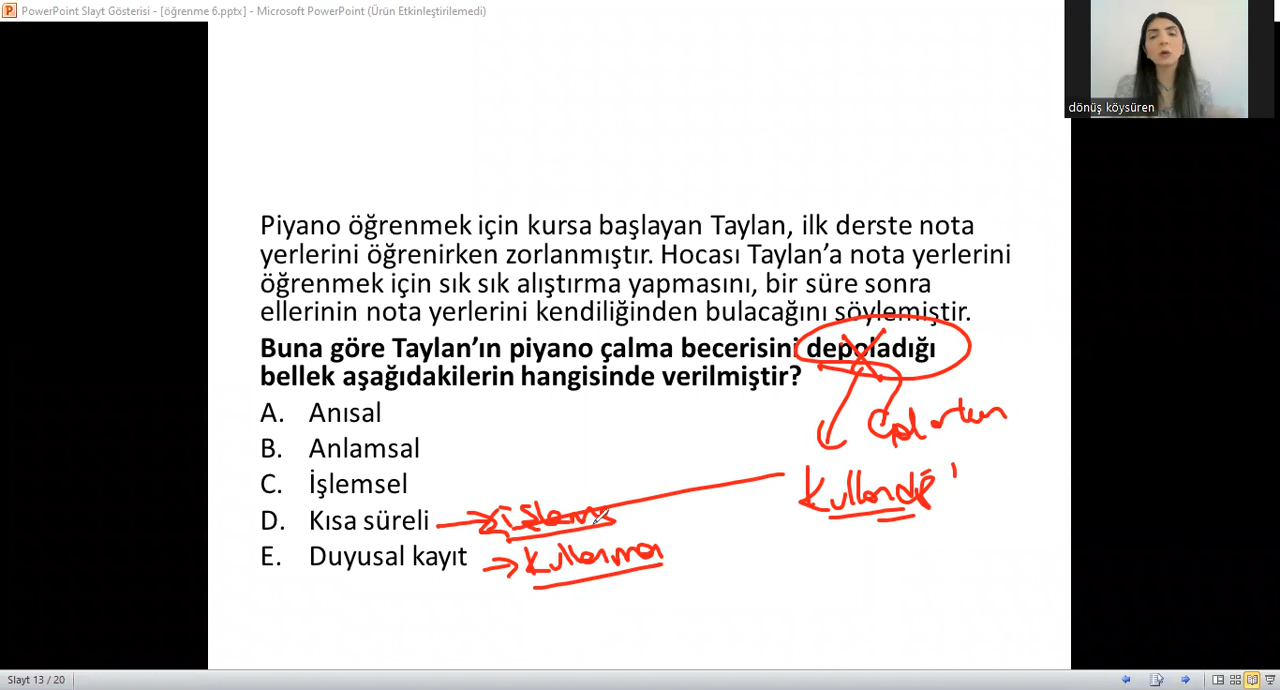 PowerPoint Slayt Gösterisi - [öğrenme 6.pptx] - Microsoft PowerPoint (Ürün Etkinleştirilemedi)
dönüş köysüren
Piyano öğrenmek için kursa başlayan Taylan, ilk derste nota
yerlerini öğrenirken zorlanmıştır. Hocası Taylan’a nota yerlerini
öğrenmek için sık sık alıştırma yapmasını, bir süre sonra
ellerinin nota yerlerini kendiliğinden bulacağını söylemiştir.
Buna göre Taylan’ın piyano çalma becerisini depoladığı
bellek aşağıdakilerin hangisinde verilmiştir?
A. Anısal
B. Anlamsal
C. İşlemsel
D. Kısa süreli
E. Duyusal kayıt
Kullandığı
Kullanma
Slayt 13 / 20